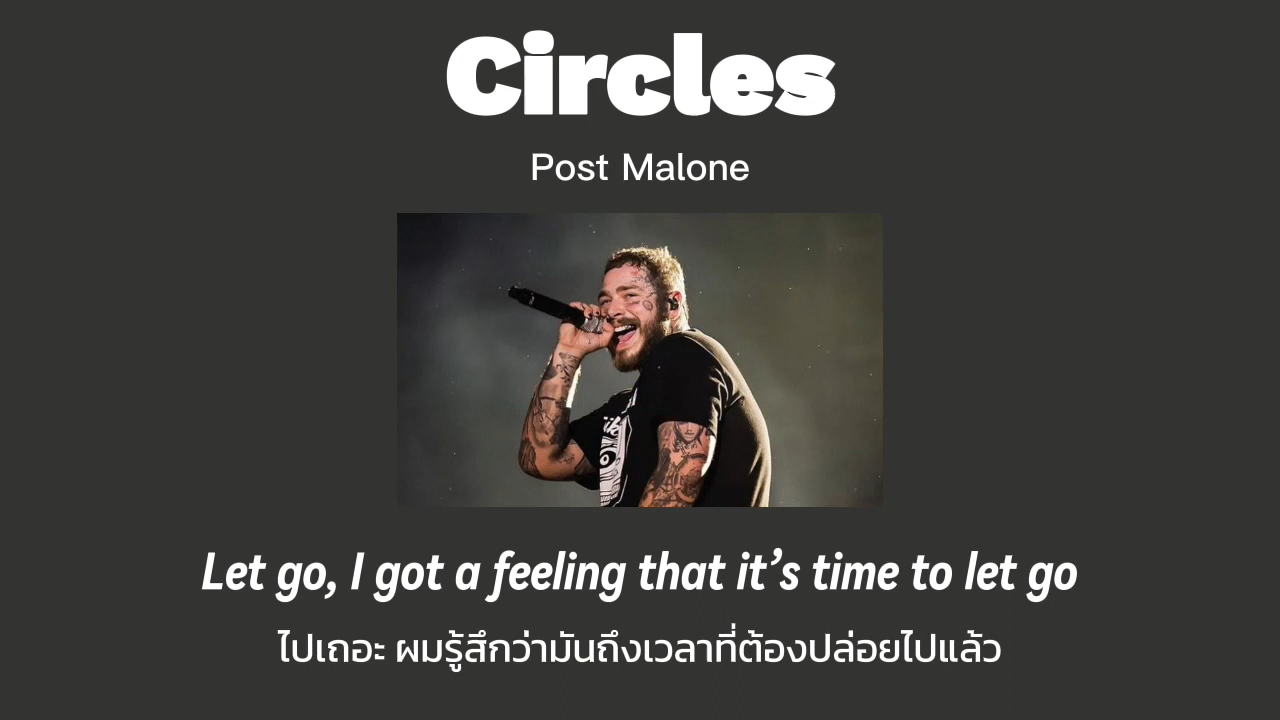 Circles
Post Malone
Let go, I got a feeling that it’s time to let go
ไปเถอะ ผมรู้สึกว่ามันถึงเวลาที่ต้องปล่อยไปแล้ว